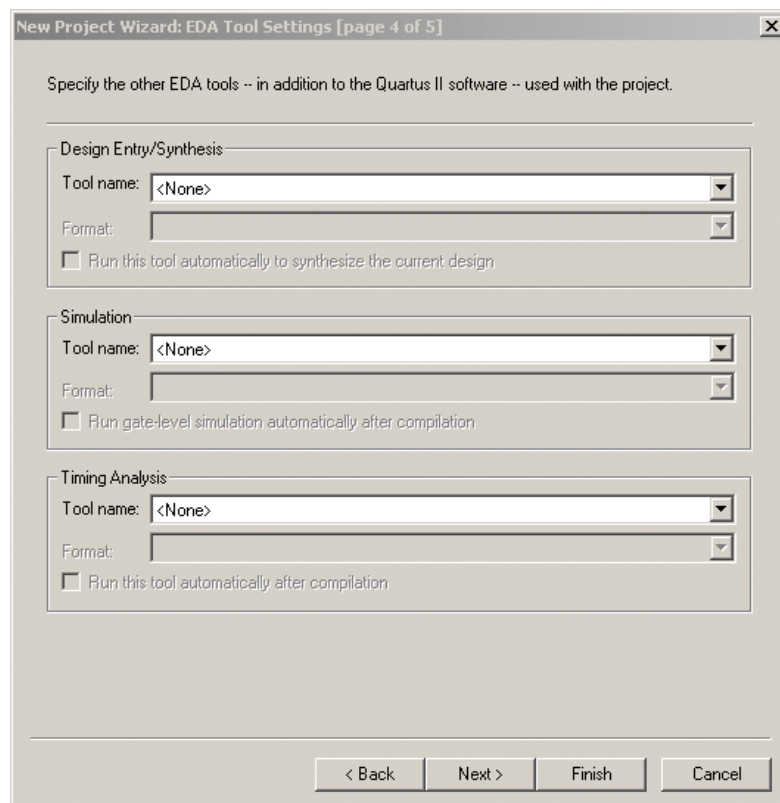 New Project Wizard: EDA Tool Settings [page 4 of 5]
Specify the other EDA tools -- in addition to the Quartus II software -- used with the project.
Design Entry/Synthesis
Tool name: <None>
Format:
Run this tool automatically to synthesize the current design
Simulation
Tool name: <None>
Format:
Run gate-level simulation automatically after compilation
Timing Analysis
Tool name: <None>
Format:
Run this tool automatically after compilation
< Back Next > Finish Cancel